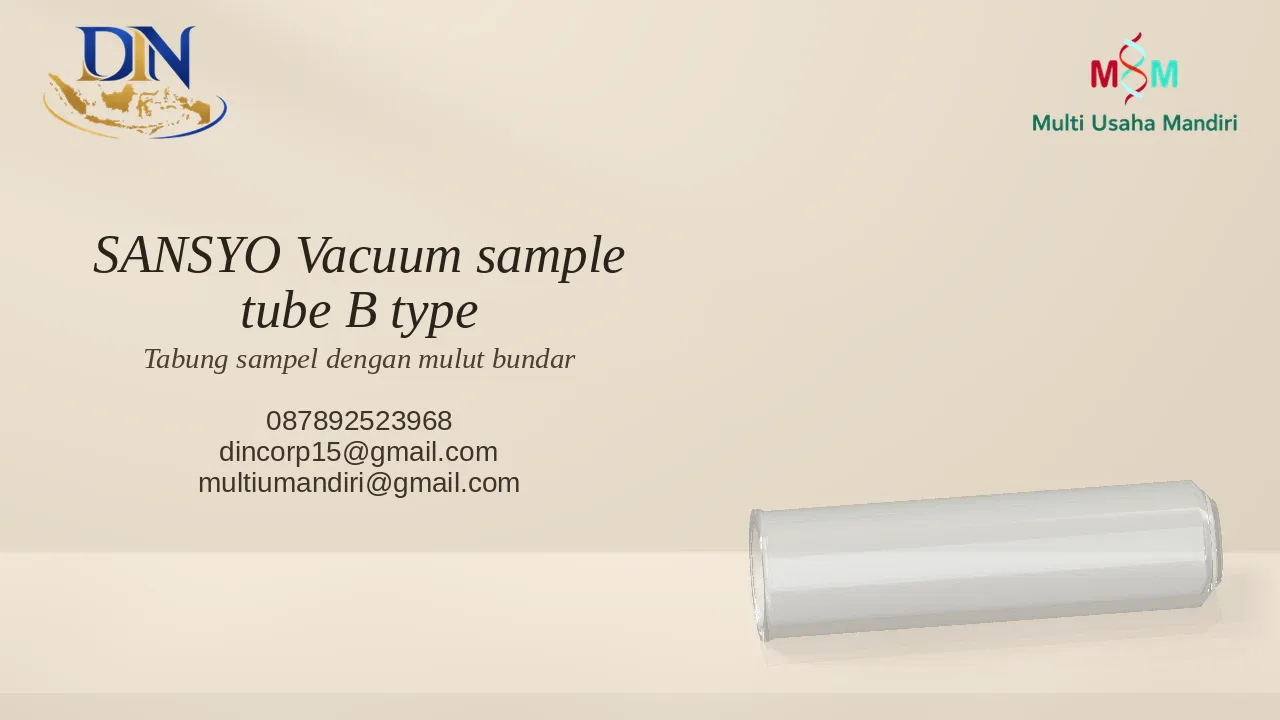 DIN
MSM
Multi Usaha Mandiri
SANSYO Vacuum sample
tube B type
Tabung sampel dengan mulut bundar
087892523968
dincorp15@gmail.com
multiumandiri@gmail.com